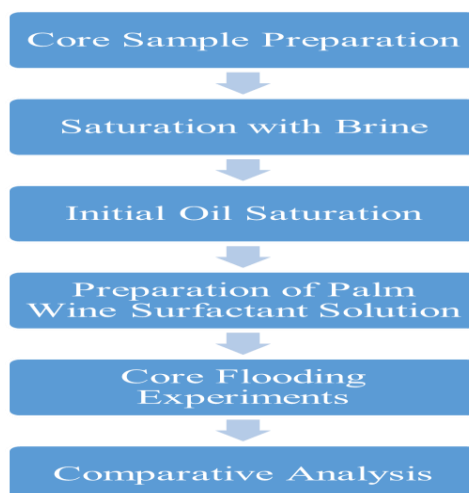 Core Sample Preparation
Saturation with Brine
Initial Oil Saturation
Preparation of Palm
Wine Surfactant Solution
Core Flooding
Experiments
Comparative Analysis